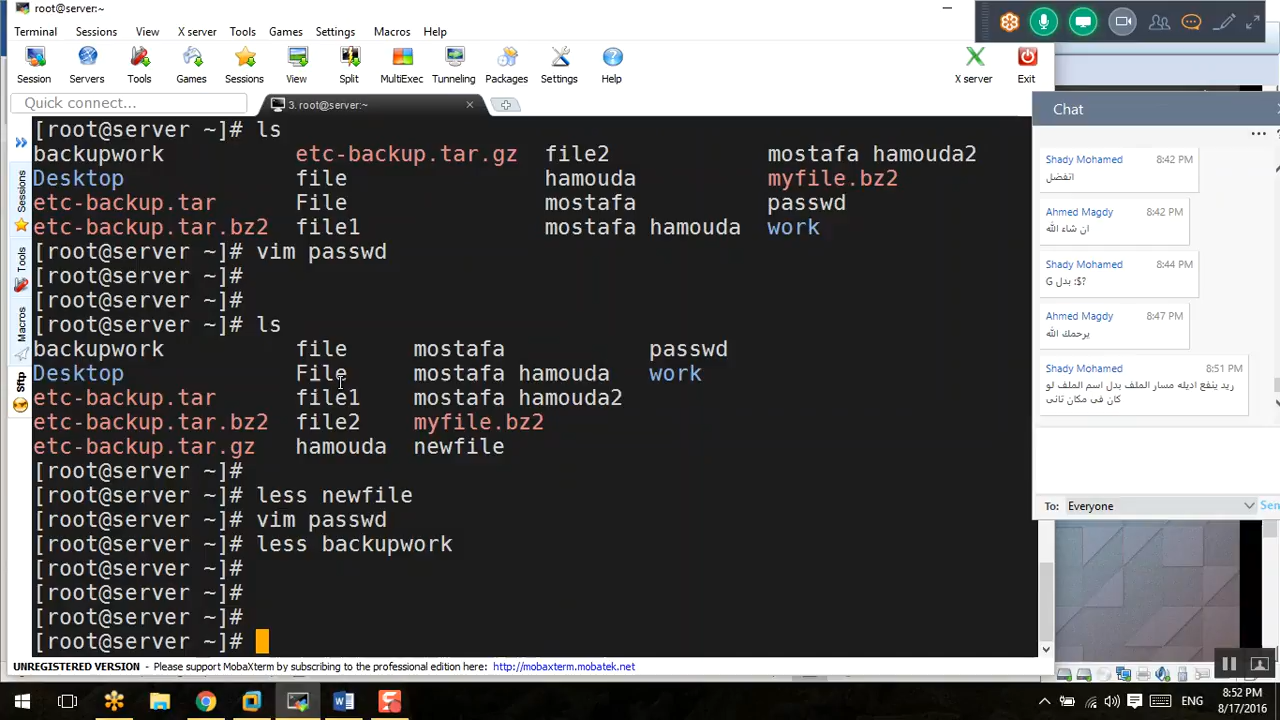 root@server:~
Terminal Sessions View X server Tools Games Settings Macros Help
Session Servers Tools Games Sessions View Split MultiExec Tunneling Packages Settings Help X server Exit
Quick connect...
3. root@server:~
[root@server ~]# ls
backupwork etc-backup.tar.gz file2 mostafa hamouda2
Desktop file hamouda myfile.bz2
etc-backup.tar File mostafa passwd
etc-backup.tar.bz2 file1 mostafa hamouda work
[root@server ~]# vim passwd
[root@server ~]#
[root@server ~]#
[root@server ~]# ls
backupwork file mostafa passwd
Desktop File mostafa hamouda work
etc-backup.tar file1 mostafa hamouda2
etc-backup.tar.bz2 file2 myfile.bz2
etc-backup.tar.gz hamouda newfile
[root@server ~]#
[root@server ~]# less newfile
[root@server ~]# vim passwd
[root@server ~]# less backupwork
[root@server ~]#
[root@server ~]#
[root@server ~]#
[root@server ~]#
Sessions
Tools
Macros
Sftp
UNREGISTERED VERSION - Please support MobaXterm by subscribing to the professional edition here: http://mobaxterm.mobatek.net
Chat
Shady Mohamed 8:42 PM
اتفضل
Ahmed Magdy 8:42 PM
ان شاء الله
Shady Mohamed 8:44 PM
$: بدل G?
Ahmed Magdy 8:47 PM
يرحمك الله
Shady Mohamed 8:51 PM
ريد ينفع اديله مسار الملف بدل اسم الملف لو
كان فى مكان تانى
To: Everyone Sen
ENG
8:52 PM
8/17/2016